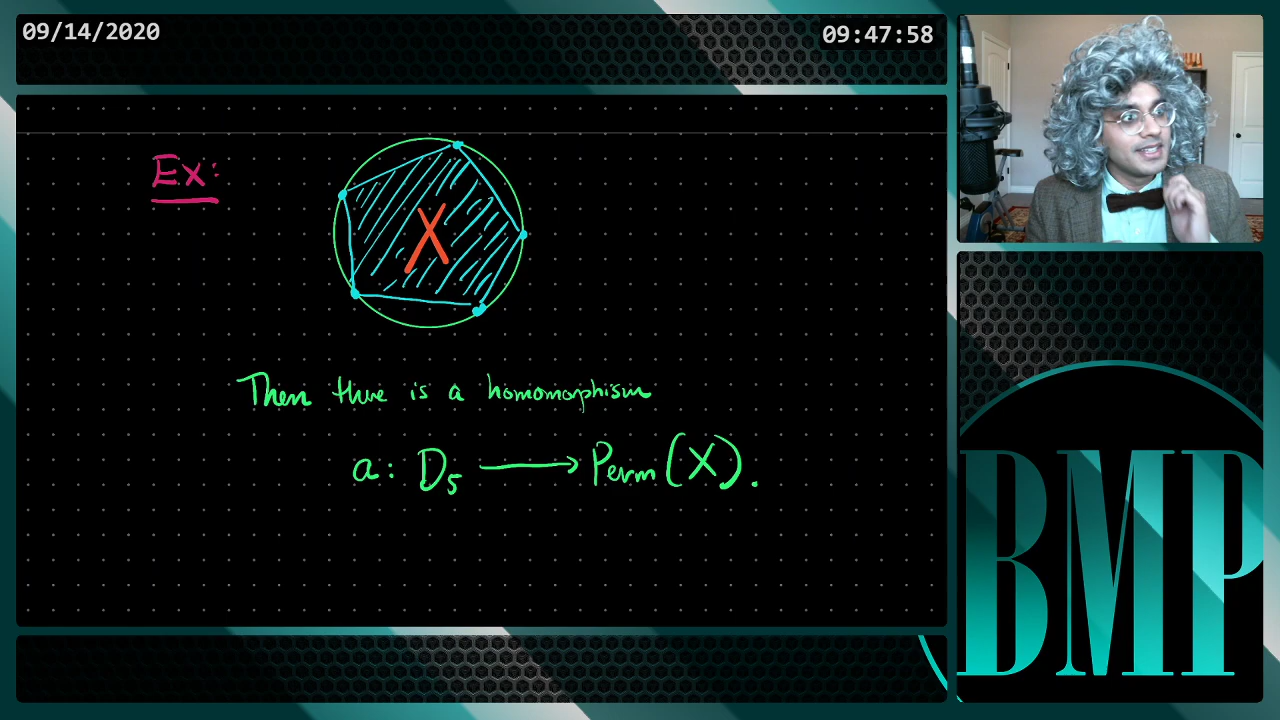 09/14/2020
09:47:58
Ex:
X
Then there is a homomorphism
a: D₅ ⟶ Perm(X).
BMP